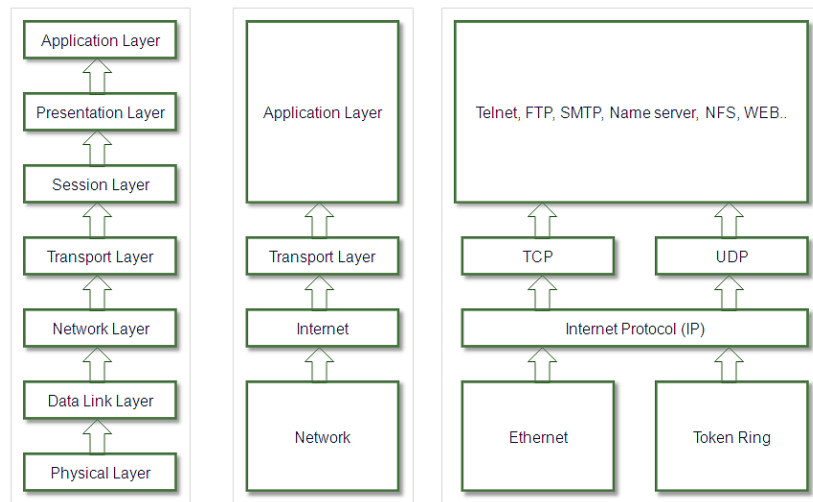 Application Layer
Presentation Layer
Session Layer
Transport Layer
Network Layer
Data Link Layer
Physical Layer
Application Layer
Transport Layer
Internet
Network
Telnet, FTP, SMTP, Name server, NFS, WEB..
TCP
UDP
Internet Protocol (IP)
Ethernet
Token Ring